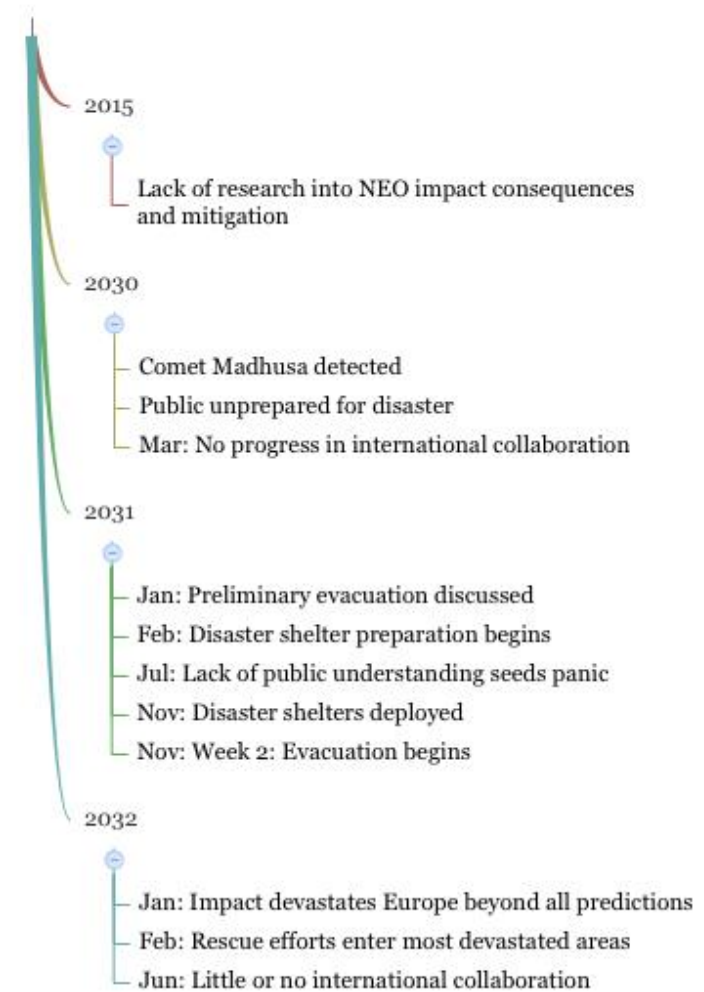 2015
Lack of research into NEO impact consequences
and mitigation
2030
Comet Madhusa detected
Public unprepared for disaster
Mar: No progress in international collaboration
2031
Jan: Preliminary evacuation discussed
Feb: Disaster shelter preparation begins
Jul: Lack of public understanding seeds panic
Nov: Disaster shelters deployed
Nov: Week 2: Evacuation begins
2032
Jan: Impact devastates Europe beyond all predictions
Feb: Rescue efforts enter most devastated areas
Jun: Little or no international collaboration